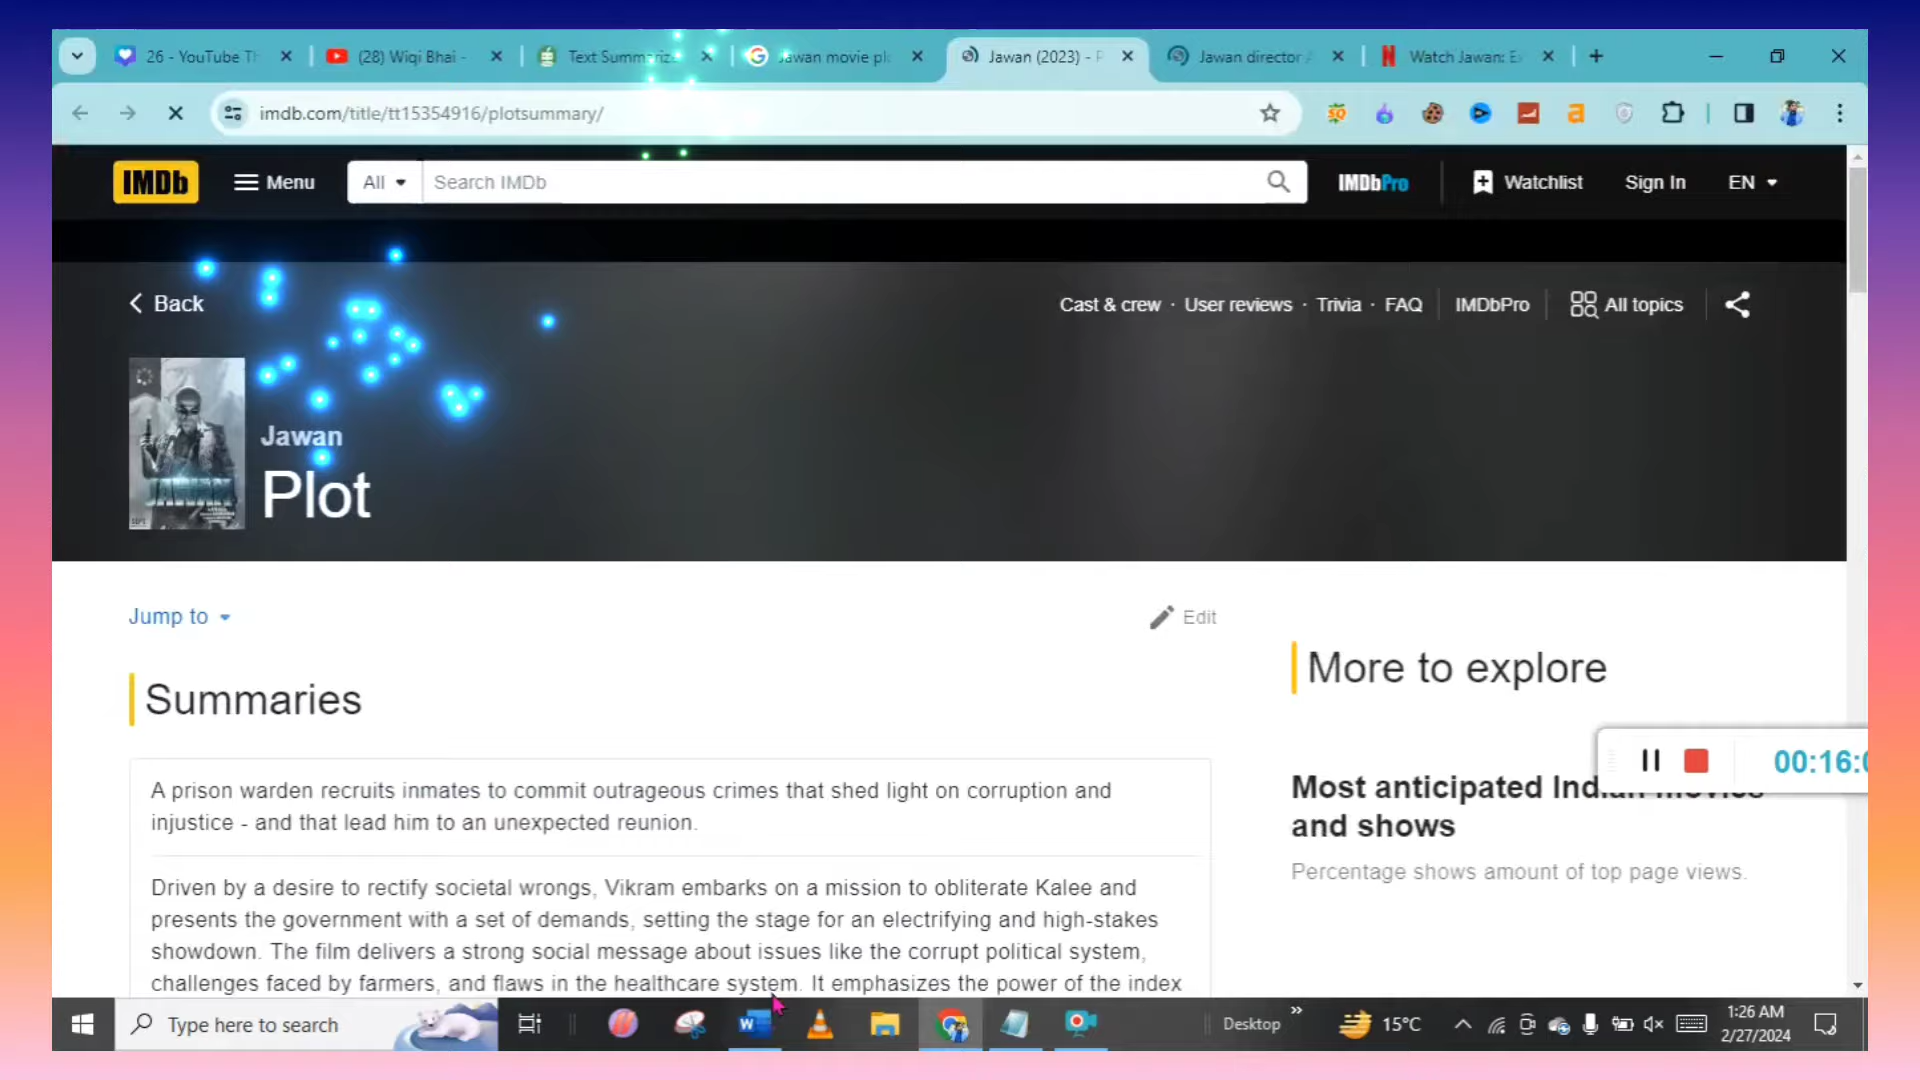 26 - YouTube Th
(28) Wiqi Bhai -
Text Summariz
Jawan movie plo
Jawan (2023) - P
Jawan director A
Watch Jawan: Ex
imdb.com/title/tt15354916/plotsummary/
IMDb
Menu
All
Search IMDb
IMDbPro
Watchlist
Sign In
EN
Back
Cast & crew · User reviews · Trivia · FAQ
IMDbPro
All topics
JAWAN
Jawan
Plot
Jump to
Edit
Summaries
More to explore
A prison warden recruits inmates to commit outrageous crimes that shed light on corruption and
injustice - and that lead him to an unexpected reunion.
00:16:0
Most anticipated Indian movies
and shows
Percentage shows amount of top page views.
Driven by a desire to rectify societal wrongs, Vikram embarks on a mission to obliterate Kalee and
presents the government with a set of demands, setting the stage for an electrifying and high-stakes
showdown. The film delivers a strong social message about issues like the corrupt political system,
challenges faced by farmers, and flaws in the healthcare system. It emphasizes the power of the index
Type here to search
Desktop
15°C
1:26 AM
2/27/2024